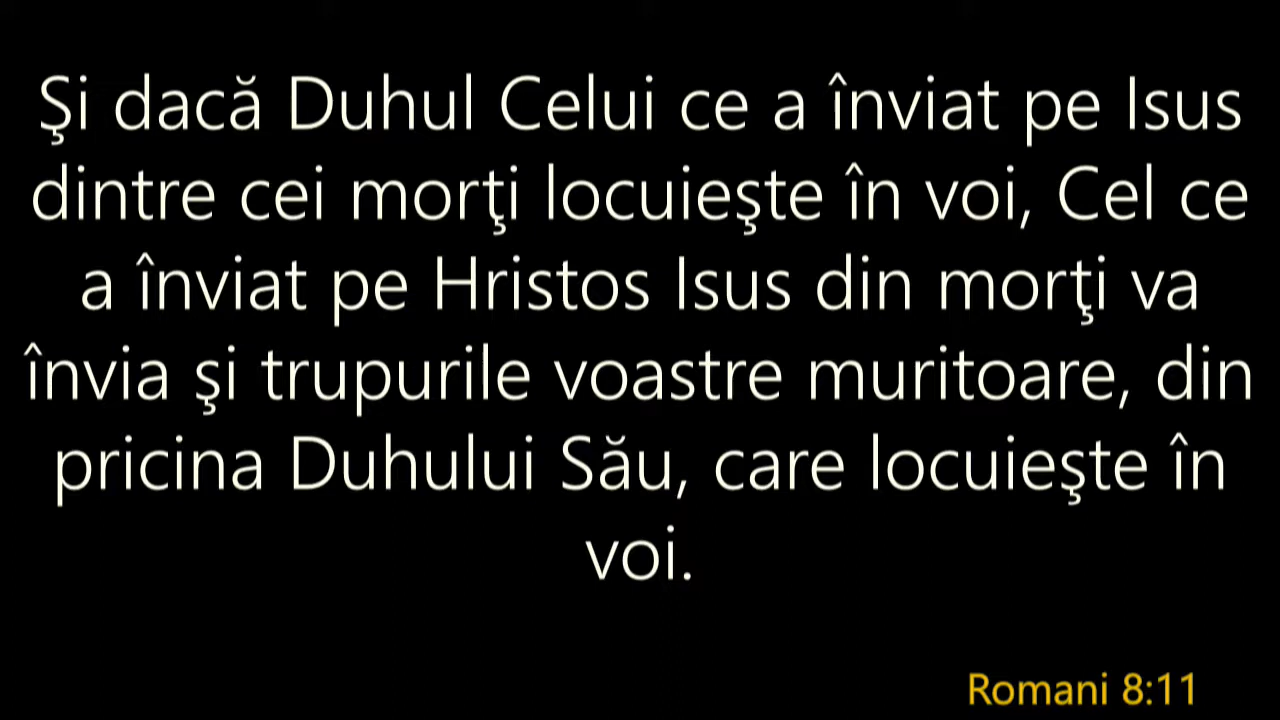 Şi dacă Duhul Celui ce a înviat pe Isus
dintre cei morţi locuieşte în voi, Cel ce
a înviat pe Hristos Isus din morţi va
învia şi trupurile voastre muritoare, din
pricina Duhului Său, care locuieşte în
voi.
Romani 8:11